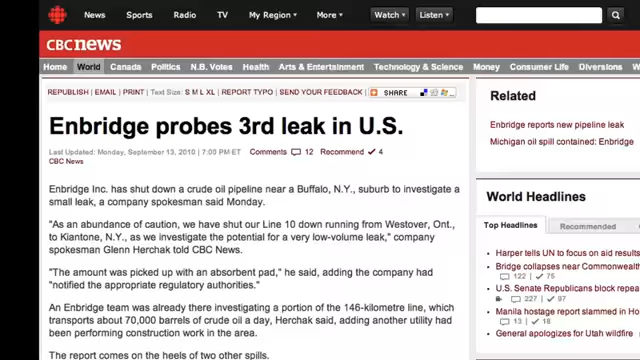 News Sports Radio TV My Region More Watch Listen
CBCnews
Home World Canada Politics N.B. Votes Health Arts & Entertainment Technology & Science Money Consumer Life Diversions
REPUBLISH | EMAIL | PRINT | Text Size: S M L XL | REPORT TYPO | SEND YOUR FEEDBACK | SHARE
Enbridge probes 3rd leak in U.S.
Last Updated: Monday, September 13, 2010 | 7:00 PM ET Comments 12 Recommend 4
CBC News
Enbridge Inc. has shut down a crude oil pipeline near a Buffalo, N.Y., suburb to investigate a
small leak, a company spokesman said Monday.
"As an abundance of caution, we have shut our Line 10 down running from Westover, Ont.,
to Kiantone, N.Y., as we investigate the potential for a very low-volume leak," company
spokesman Glenn Herchak told CBC News.
"The amount was picked up with an absorbent pad," he said, adding the company had
"notified the appropriate regulatory authorities."
An Enbridge team was already there investigating a portion of the 146-kilometre line, which
transports about 70,000 barrels of crude oil a day, Herchak said, adding another utility had
been performing construction work in the area.
The report comes on the heels of two other spills.
Related
Enbridge reports new pipeline leak
Michigan oil spill contained: Enbridge
World Headlines
Top Headlines Recommended
Harper tells UN to focus on aid results
Bridge collapses near Commonwealth
122 | 75
U.S. Senate Republicans block repea
227 | 97
Manila hostage report slammed in Ho
13 | 18
General apologizes for Utah wildfire